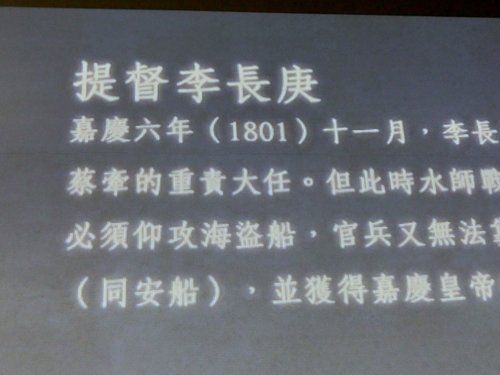 提督李長庚
嘉慶六年（1801）十一月，李長
蔡牽的重責大任。但此時水師戰
必須仰攻海盜船，官兵又無法
（同安船），並獲得嘉慶皇帝